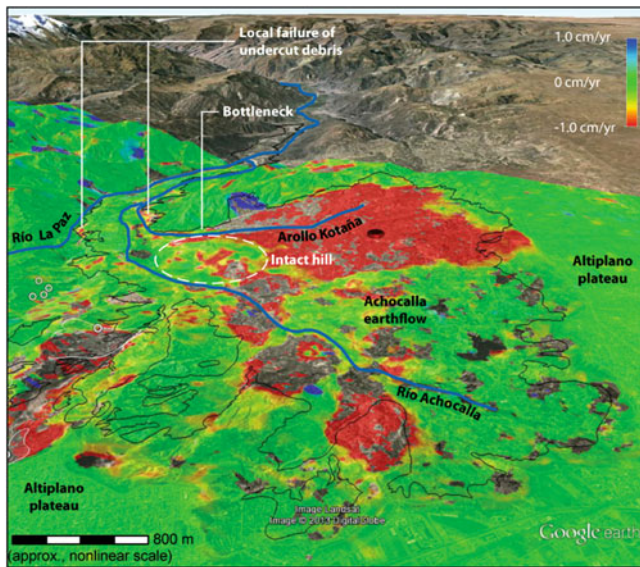 Local failure of
undercut debris
1.0 cm/yr
0 cm/yr
-1.0 cm/yr
Bottleneck
Río La Paz
Arollo Kotaña
Intact hill
Altiplano
plateau
Achocalla
earthflow
Río Achocalla
Altiplano
plateau
Image Landsat
Image © 2013 DigitalGlobe
800 m
(approx., nonlinear scale)
Google earth